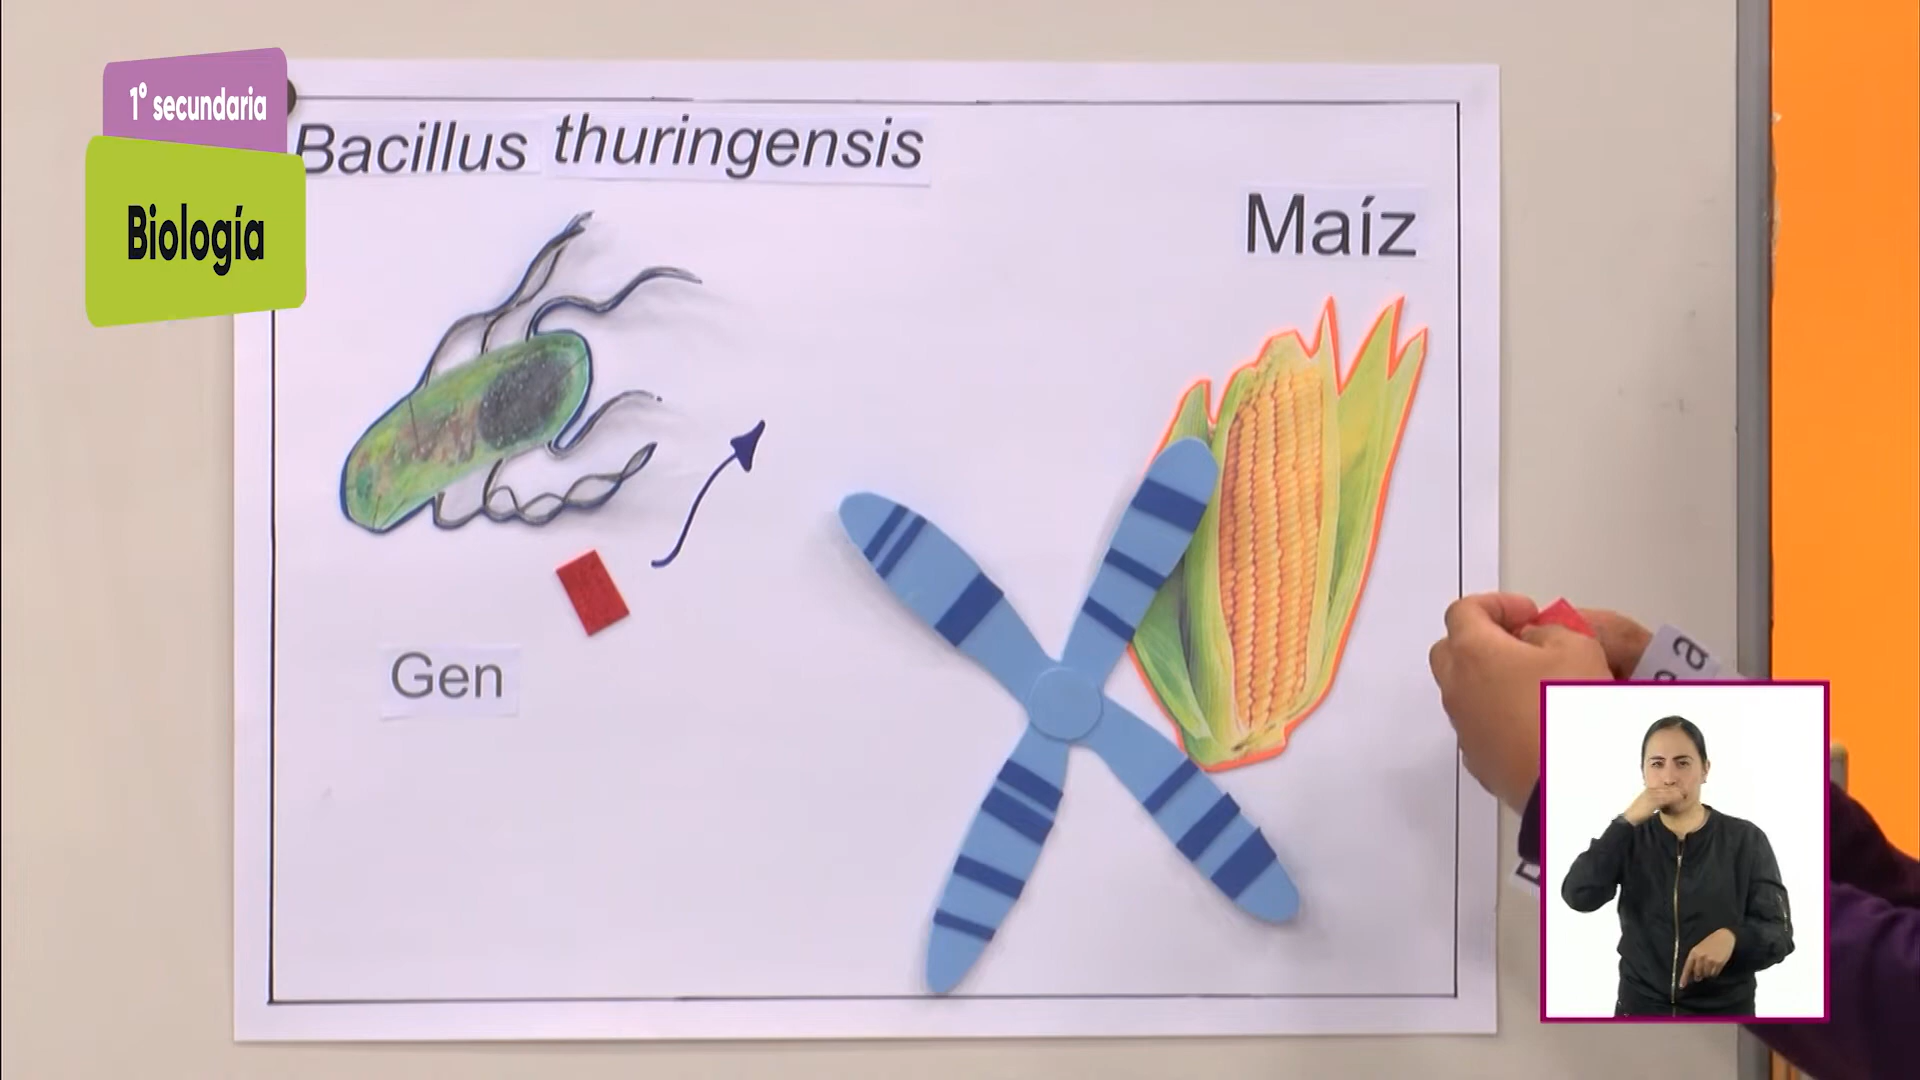 1° secundaria
Biología
Bacillus thuringensis
Maíz
Gen